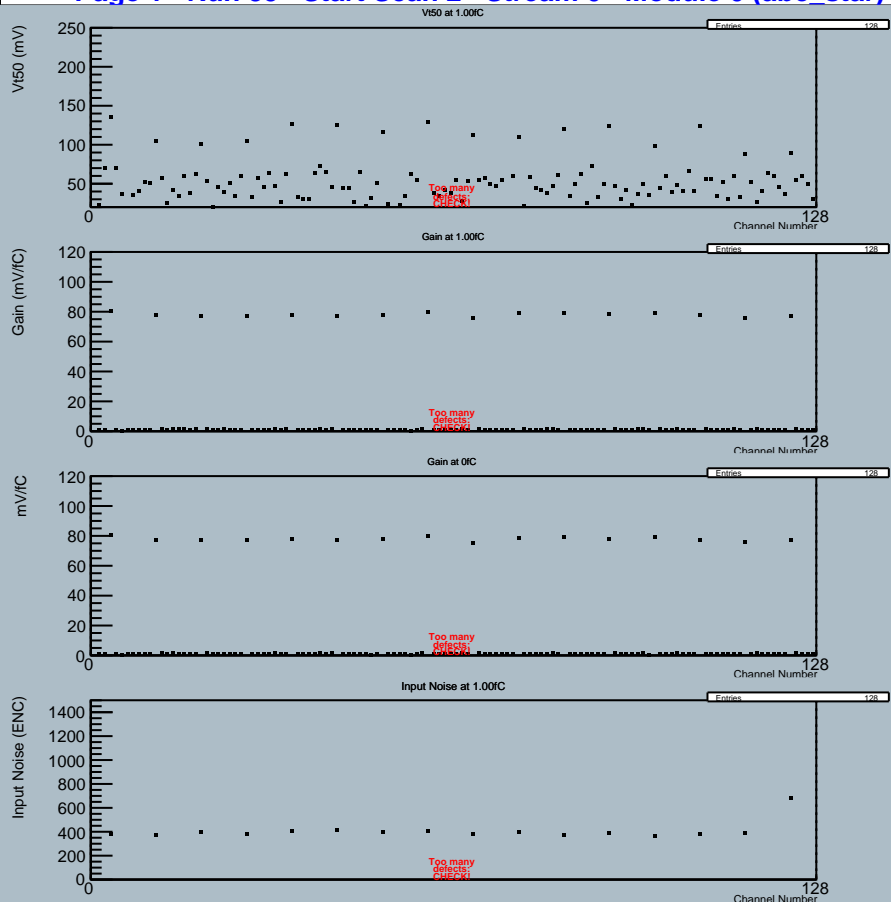 Vt50 at 1.00fC
Entries 128
Vt50 (mV)
250
200
150
100
50
0
128
Too many
defects:
CHECK!
Channel Number
Gain at 1.00fC
Entries 128
Gain (mV/fC)
120
100
80
60
40
20
0
0
128
Too many
defects:
CHECK!
Channel Number
Gain at 0fC
Entries 128
mV/fC
120
100
80
60
40
20
0
0
128
Too many
defects:
CHECK!
Channel Number
Input Noise at 1.00fC
Entries 128
Input Noise (ENC)
1400
1200
1000
800
600
400
200
0
0
128
Too many
defects:
CHECK!
Channel Number